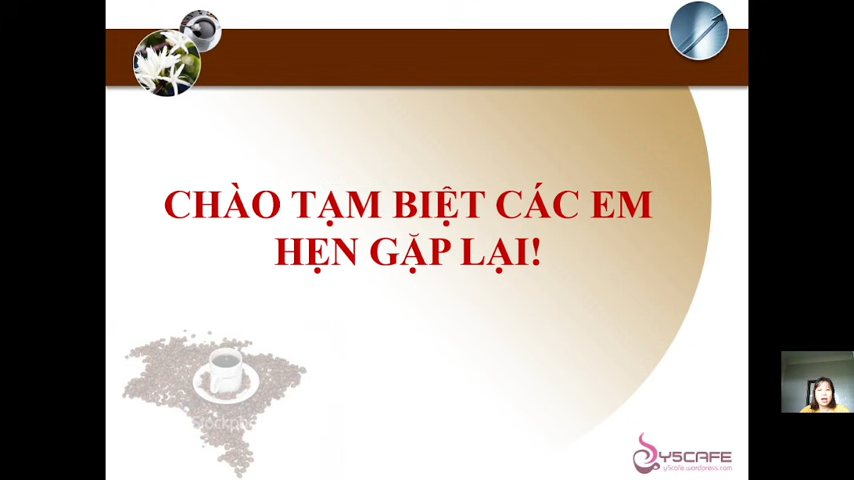 CHÀO TẠM BIỆT CÁC EM
HẸN GẶP LẠI!
Y5CAFE
y5cafe.wordpress.com